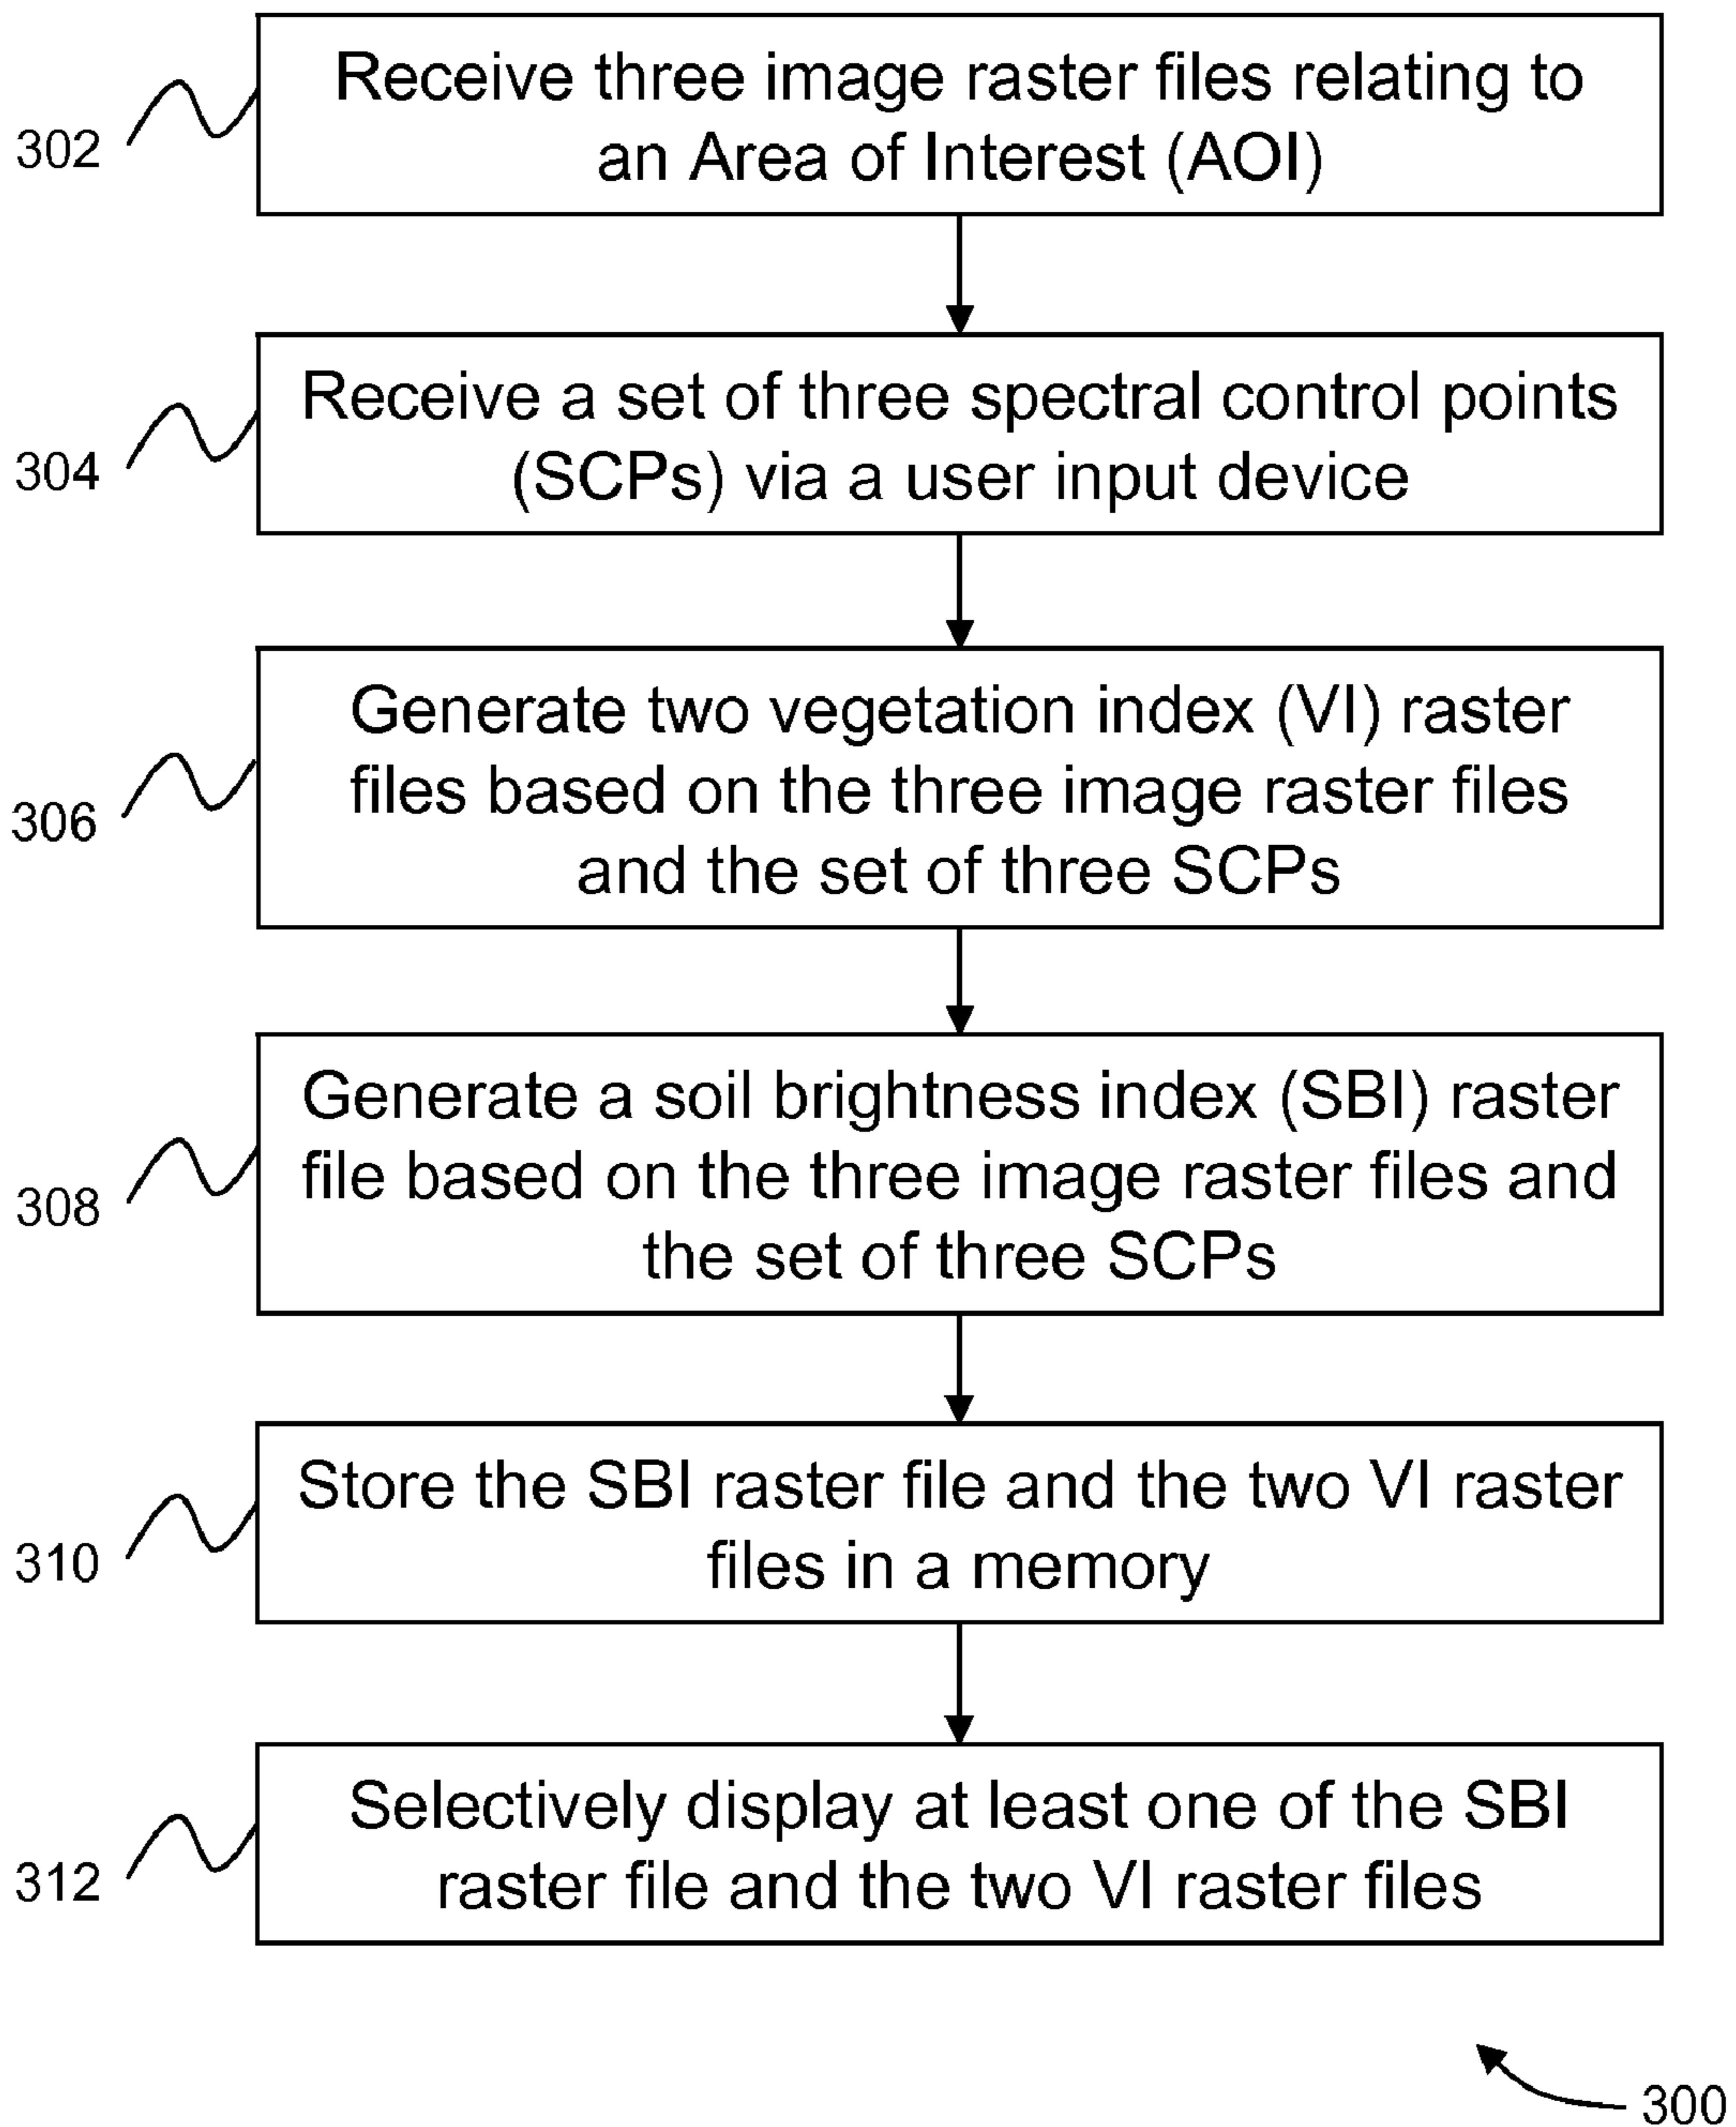 Receive three image raster files relating to
an Area of Interest (AOI)
302
Receive a set of three spectral control points
(SCPs) via a user input device
304
Generate two vegetation index (VI) raster
files based on the three image raster files
and the set of three SCPs
306
Generate a soil brightness index (SBI) raster
file based on the three image raster files and
the set of three SCPs
308
Store the SBI raster file and the two VI raster
files in a memory
310
Selectively display at least one of the SBI
raster file and the two VI raster files
312
300